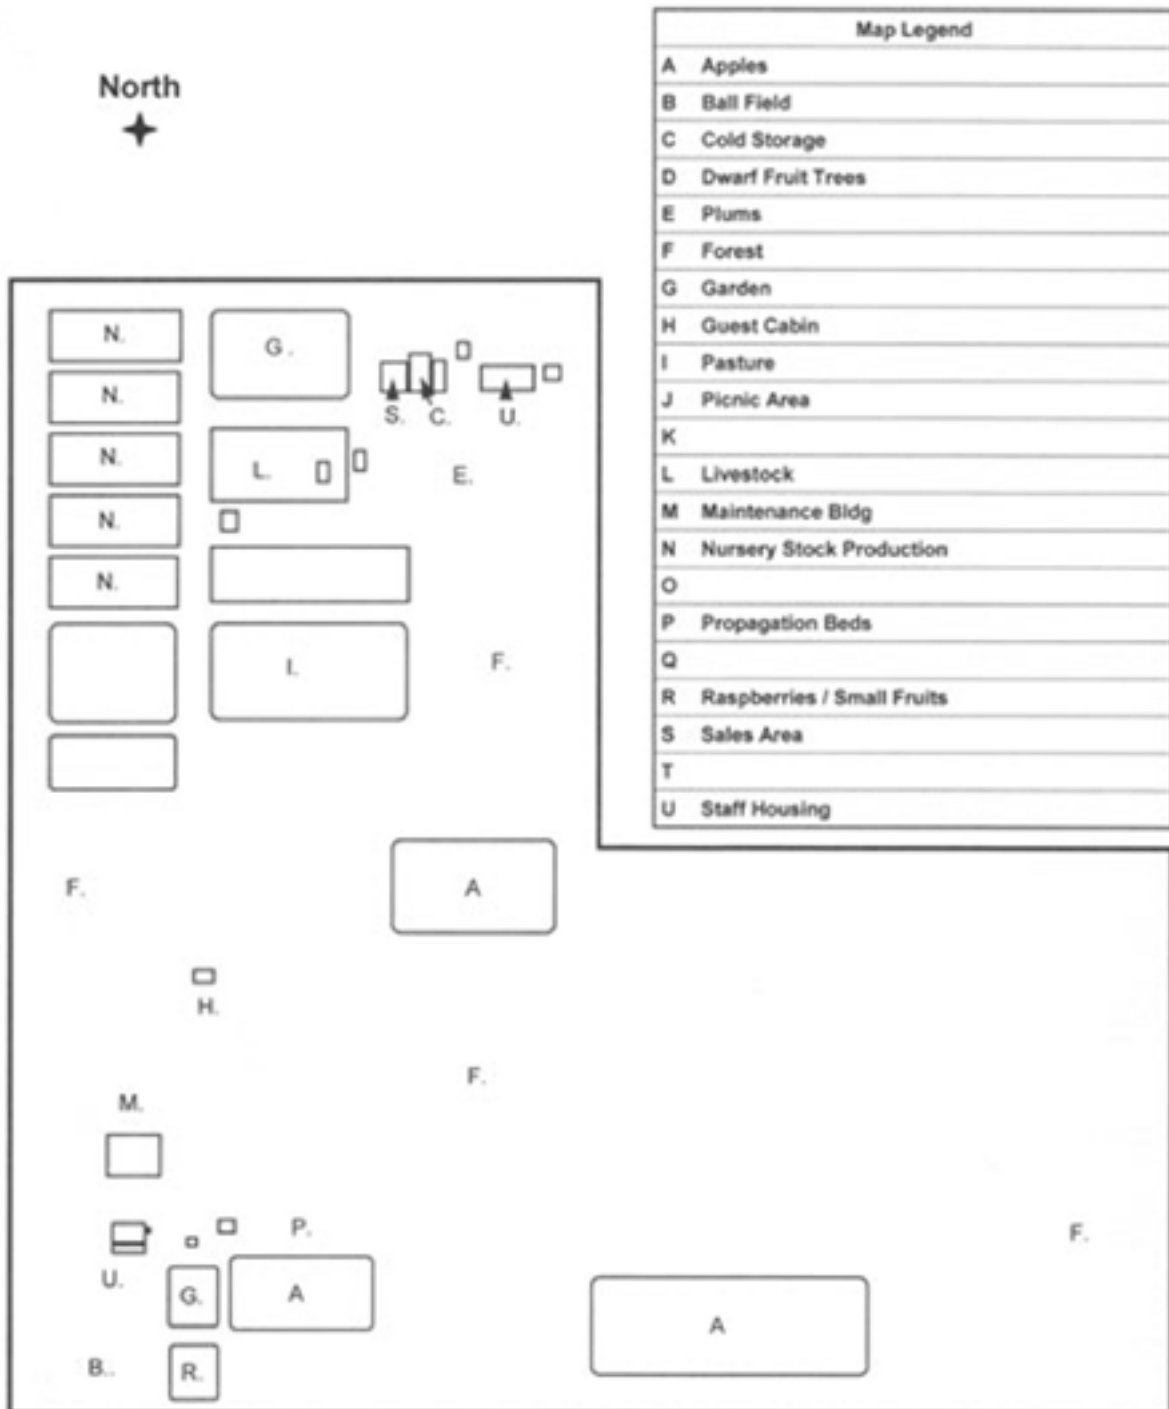 North
Map Legend
A Apples
B Ball Field
C Cold Storage
D Dwarf Fruit Trees
E Plums
F Forest
G Garden
H Guest Cabin
I Pasture
J Picnic Area
K
L Livestock
M Maintenance Bldg
N Nursery Stock Production
O
P Propagation Beds
Q
R Raspberries / Small Fruits
S Sales Area
T
U Staff Housing
N.
G .
N.
S. C. U.
N.
L.
E.
N.
N.
I.
F.
F.
A
H.
F.
M.
P.
F.
U.
G.
A
A
B..
R.